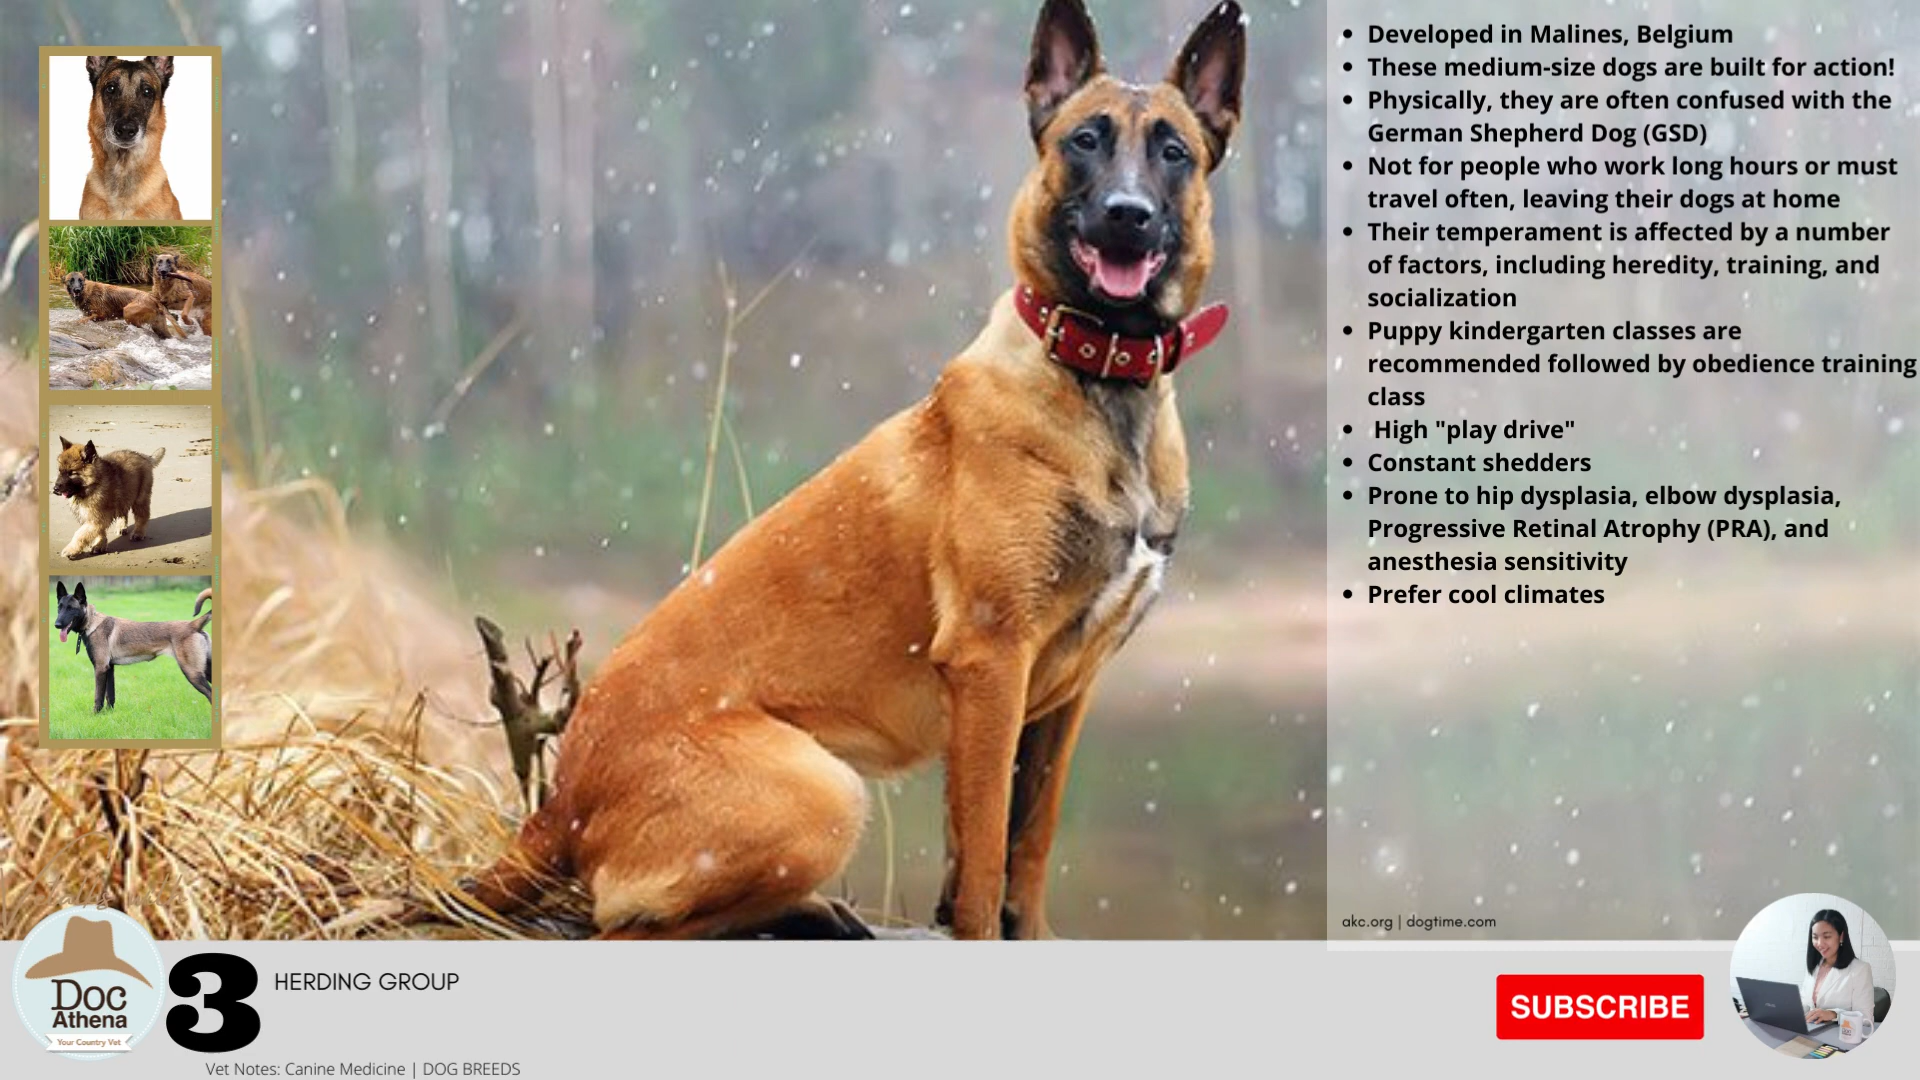 • Developed in Malines, Belgium
• These medium-size dogs are built for action!
• Physically, they are often confused with the
German Shepherd Dog (GSD)
• Not for people who work long hours or must
travel often, leaving their dogs at home
• Their temperament is affected by a number
of factors, including heredity, training, and
socialization
• Puppy kindergarten classes are
recommended followed by obedience training
class
• High "play drive"
• Constant shedders
• Prone to hip dysplasia, elbow dysplasia,
Progressive Retinal Atrophy (PRA), and
anesthesia sensitivity
• Prefer cool climates
akc.org | dogtime.com
Doc
Athena
Your Country Vet
3
HERDING GROUP
SUBSCRIBE
Vet Notes: Canine Medicine | DOG BREEDS